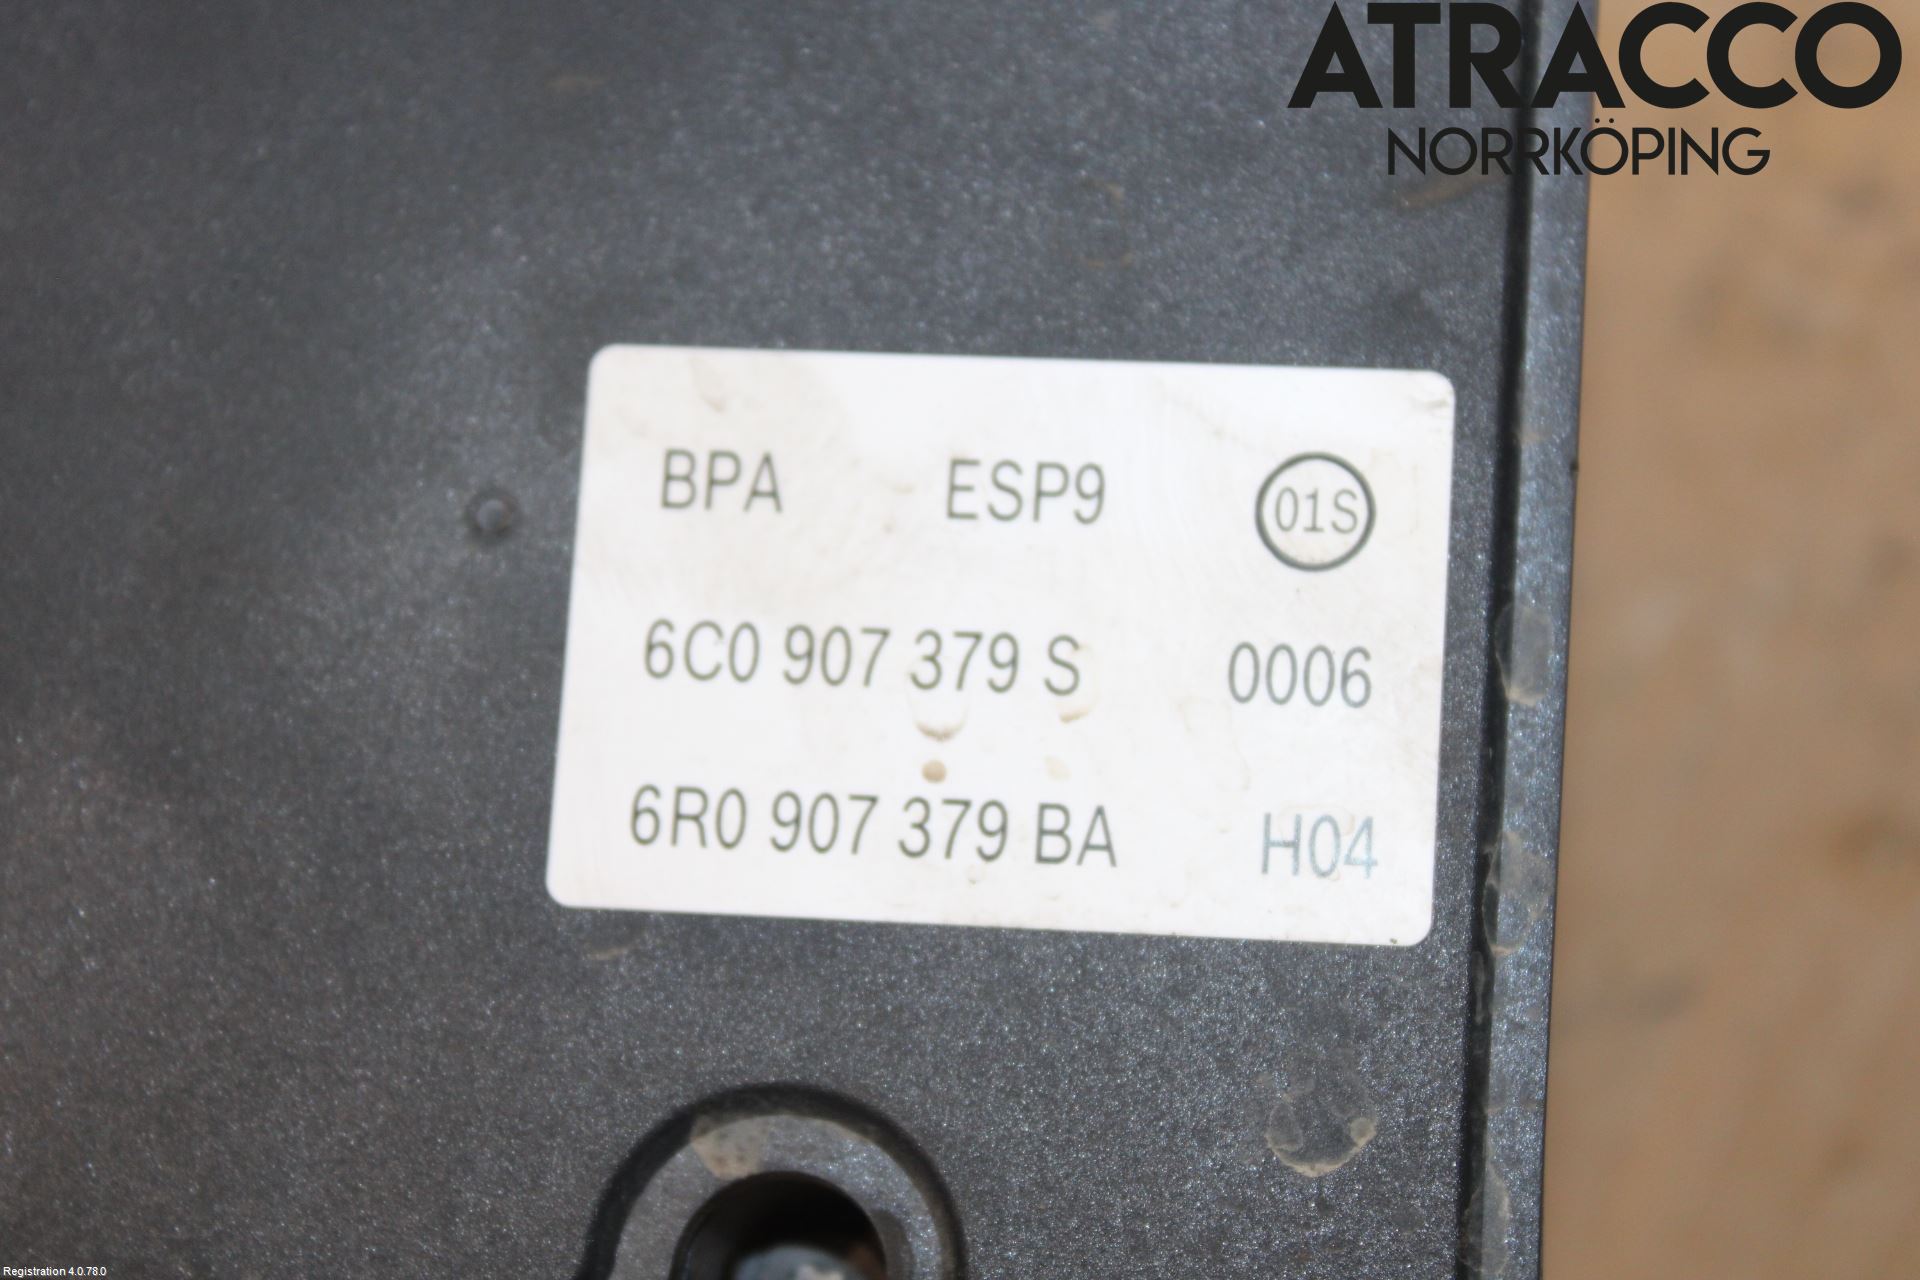 ATRACCO
NORRKÖPING
BPA ESP9 01S
6C0 907 379 S 0006
6R0 907 379 BA H04
Registration 4.0.78.0